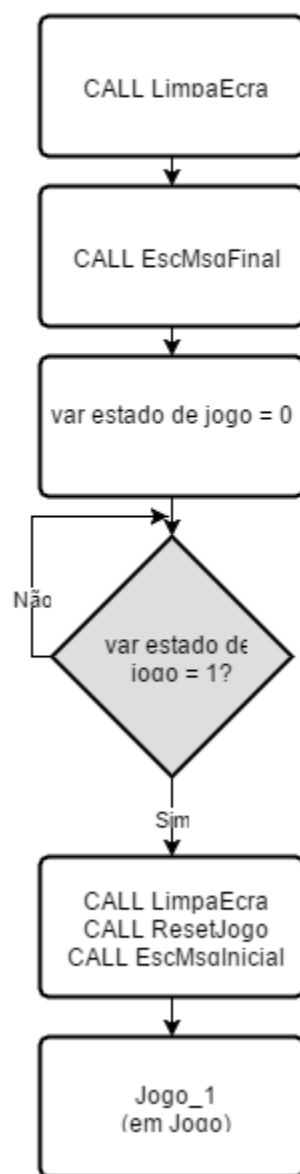 CALL LimpaEcra
CALL EscMsgFinal
var estado de jogo = 0
Não
var estado de
jogo = 1?
Sim
CALL LimpaEcra
CALL ResetJogo
CALL EscMsgInicial
Jogo_1
(em Jogo)